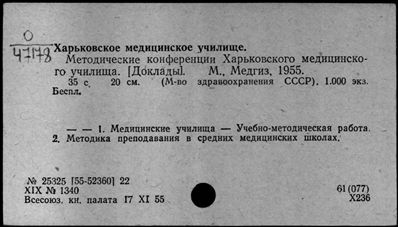 О
47178
Харьковское медицинское училище.
Методические конференции Харьковского медицинско-
го училища. [Доклады]. М., Медгиз, 1955.
35 с. 20 см. (М-во здравоохранения СССР). 1.000 экз.
Беспл.
— — 1. Медицинские училища — Учебно-методическая работа.
2. Методика преподавания в средних медицинских школах.
№ 25325 [55-52360] 22
XIX № 1340
Всесоюз. кн. палата 17 XI 55
61(077)
Х236